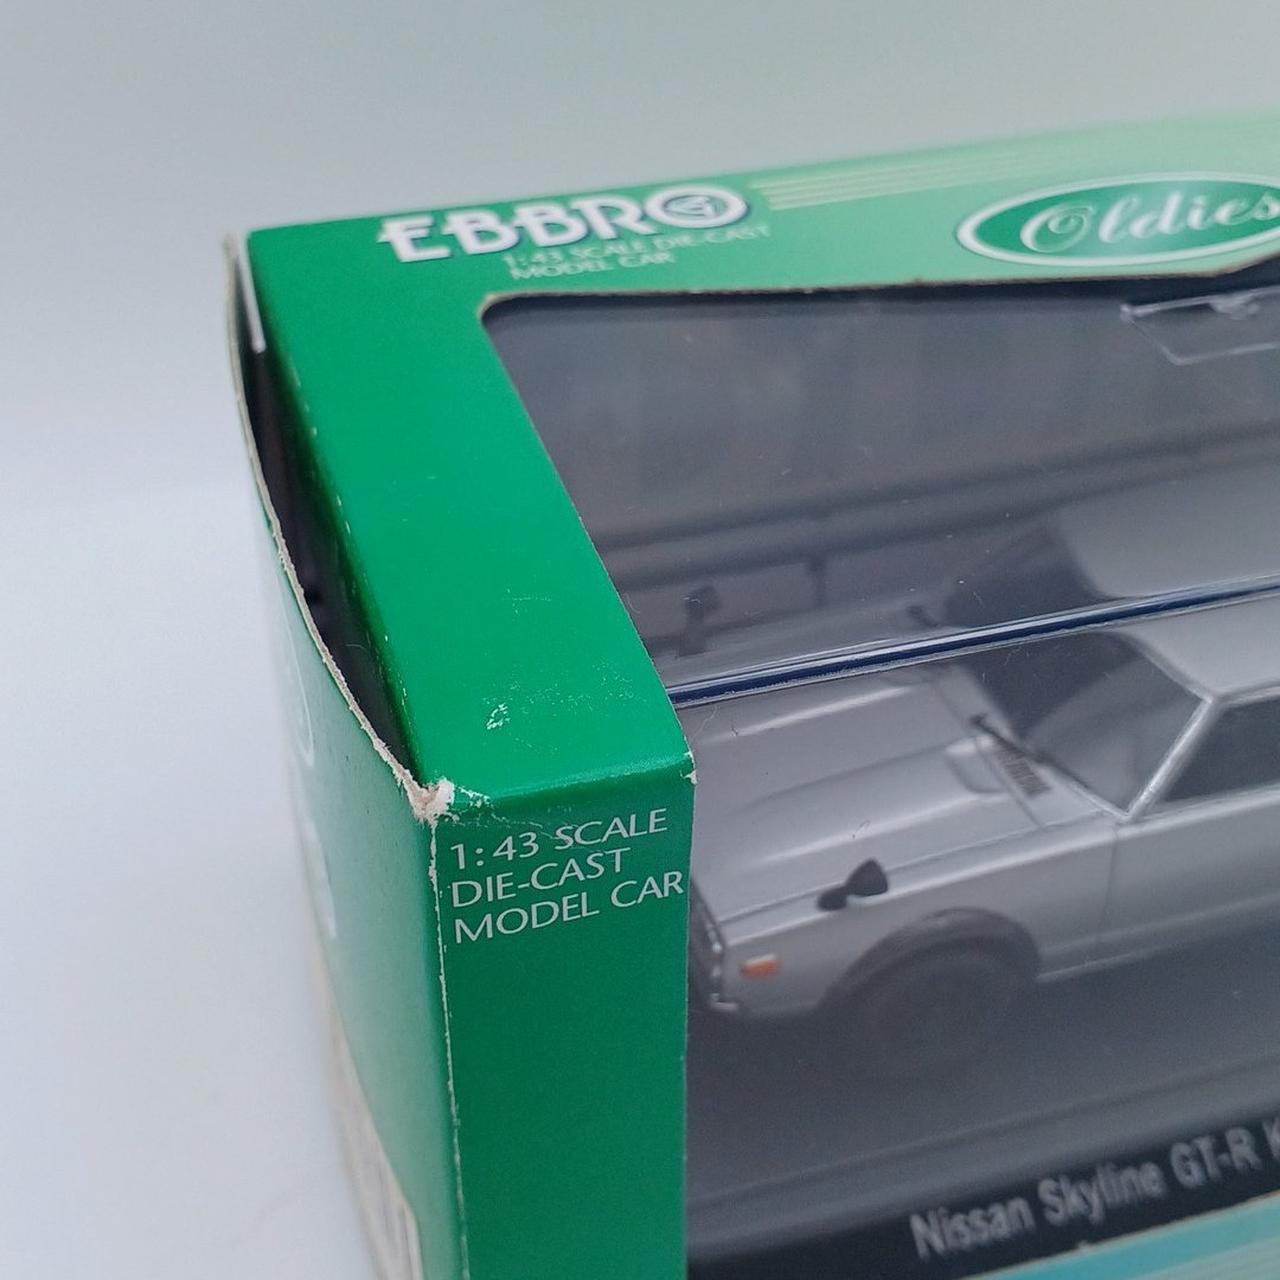 EBBRO
1:43 SCALE DIE-CAST
MODEL CAR
Oldies
1:43 SCALE
DIE-CAST
MODEL CAR
Nissan Skyline GT-R K